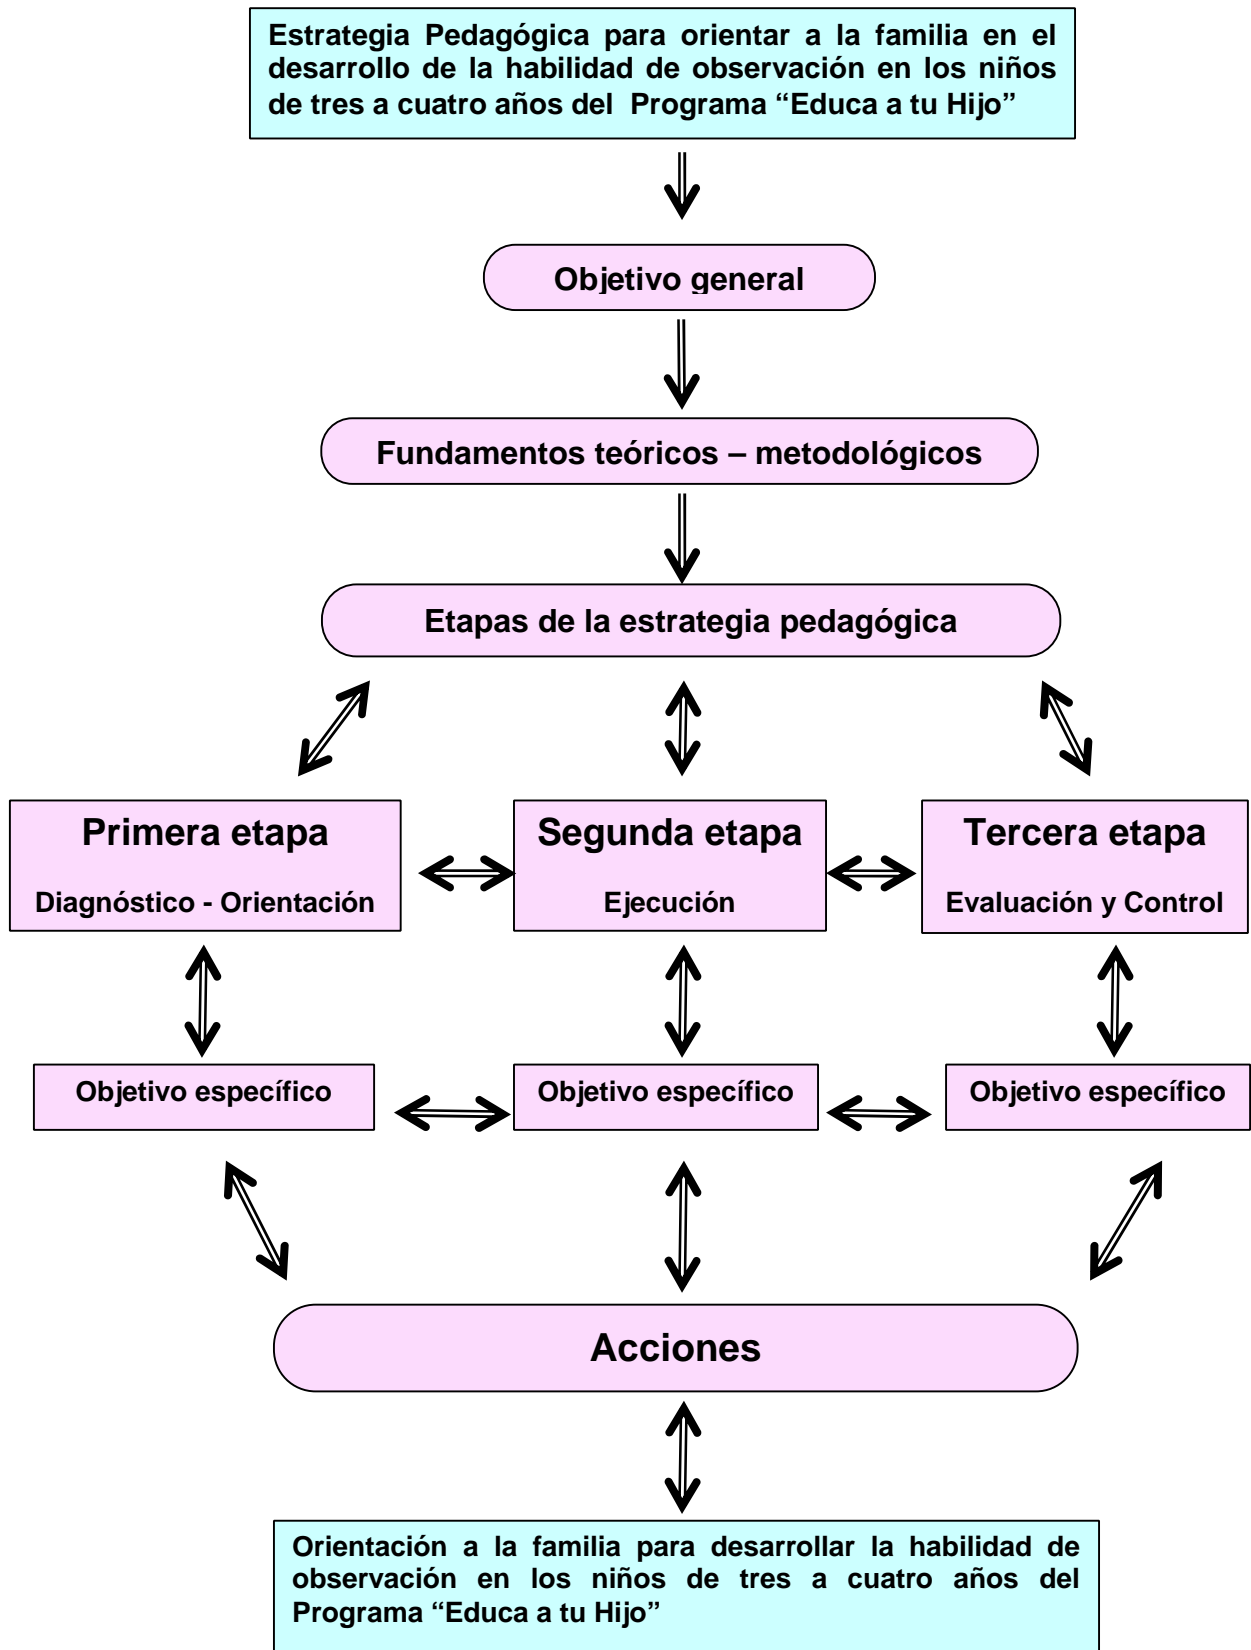 Estrategia Pedagógica para orientar a la familia en el
desarrollo de la habilidad de observación en los niños
de tres a cuatro años del Programa “Educa a tu Hijo”
Objetivo general
Fundamentos teóricos – metodológicos
Etapas de la estrategia pedagógica
Primera etapa
Diagnóstico - Orientación
Segunda etapa
Ejecución
Tercera etapa
Evaluación y Control
Objetivo específico
Objetivo específico
Objetivo específico
Acciones
Orientación a la familia para desarrollar la habilidad de
observación en los niños de tres a cuatro años del
Programa “Educa a tu Hijo”